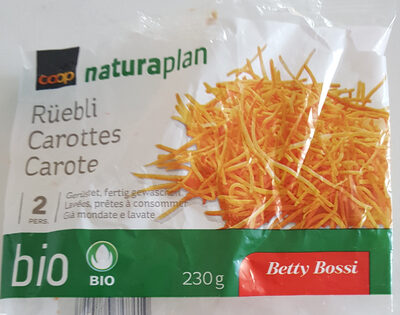 coop naturaplan
Rüebli
Carottes
Carote
2
PERS.
Gerüstet, fertig gewaschen
Lavées, prêtes à consommer
Già mondate e lavate
bio
BIO
230g
Betty Bossi